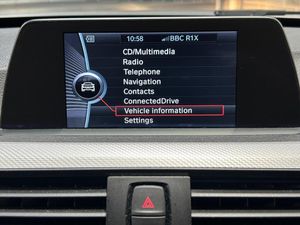 10:58 BBC R1X
CD/Multimedia
Radio
Telephone
Navigation
Contacts
ConnectedDrive
Vehicle information
Settings